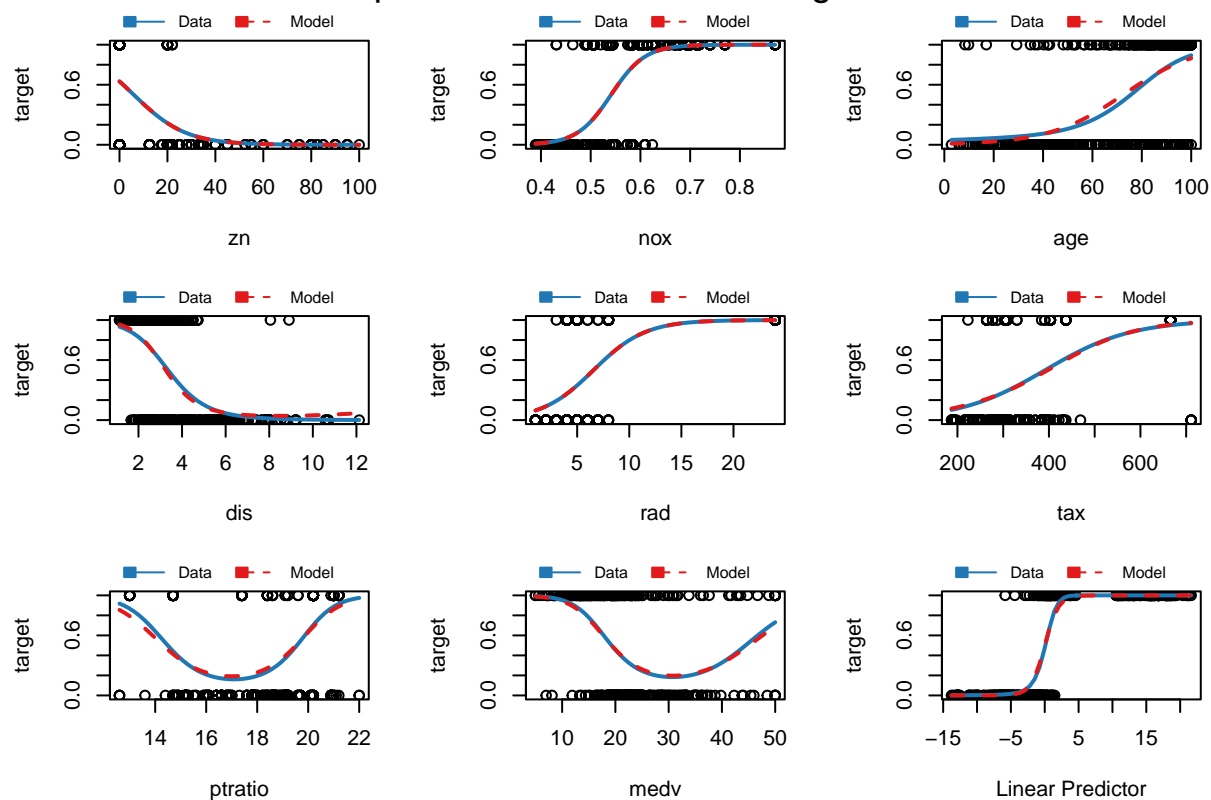 Data Model Data Model Data Model
target 0.0 0.6 target 0.0 0.6 target 0.0 0.6
0 20 40 60 80 100 0.4 0.5 0.6 0.7 0.8 0 20 40 60 80 100
zn nox age
Data Model Data Model Data Model
target 0.0 0.6 target 0.0 0.6 target 0.0 0.6
2 4 6 8 10 12 5 10 15 20 200 400 600
dis rad tax
Data Model Data Model Data Model
target 0.0 0.6 target 0.0 0.6 target 0.0 0.6
14 16 18 20 22 10 20 30 40 50 −15 −5 5 15
ptratio medv Linear Predictor